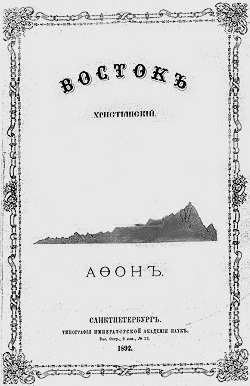 ВОСТОКЪ
ХРИСТІАНСКІЙ.
АѲОНЪ.
САНКТПЕТЕРБУРГЪ.
ТИПОГРАФІЯ ИМПЕРАТОРСКОЙ АКАДЕМІИ НАУКЪ.
Вас. Остр., 9 лин., № 12.
1892.